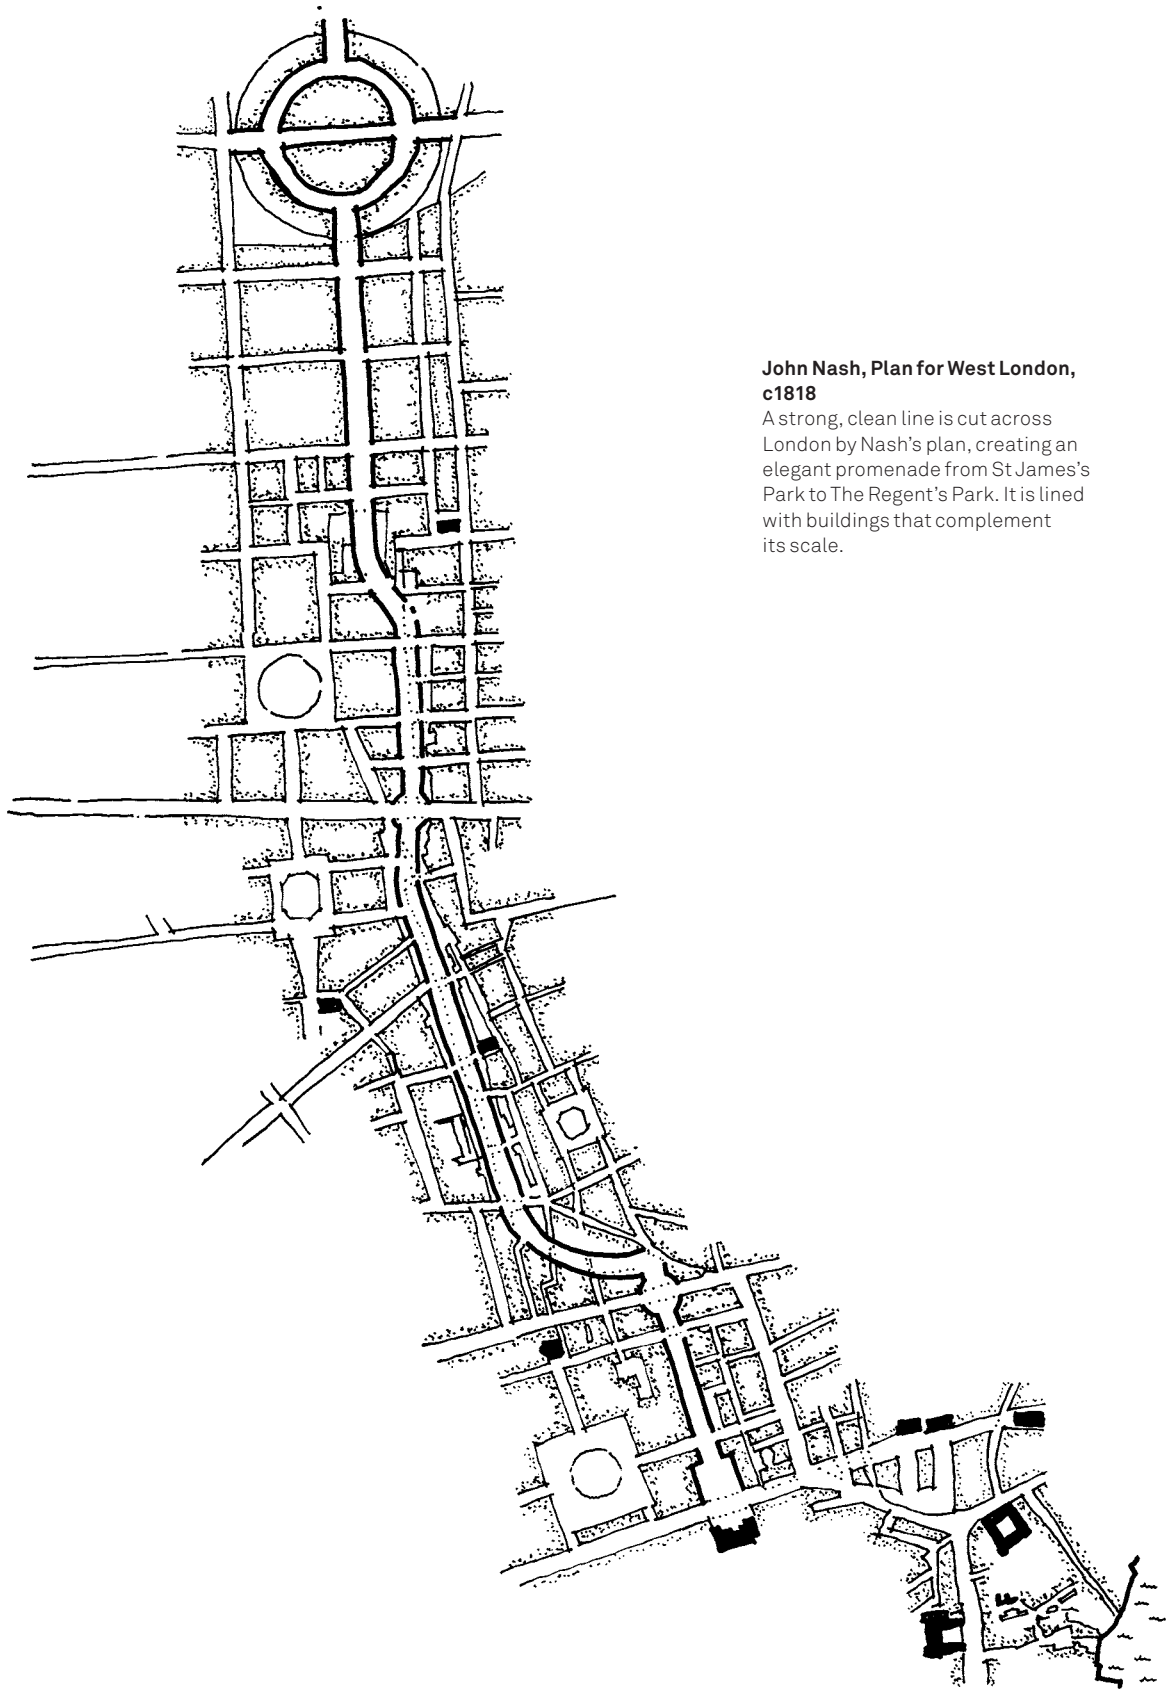 John Nash, Plan for West London,
c1818
A strong, clean line is cut across
London by Nash's plan, creating an
elegant promenade from St James's
Park to The Regent's Park. It is lined
with buildings that complement
its scale.